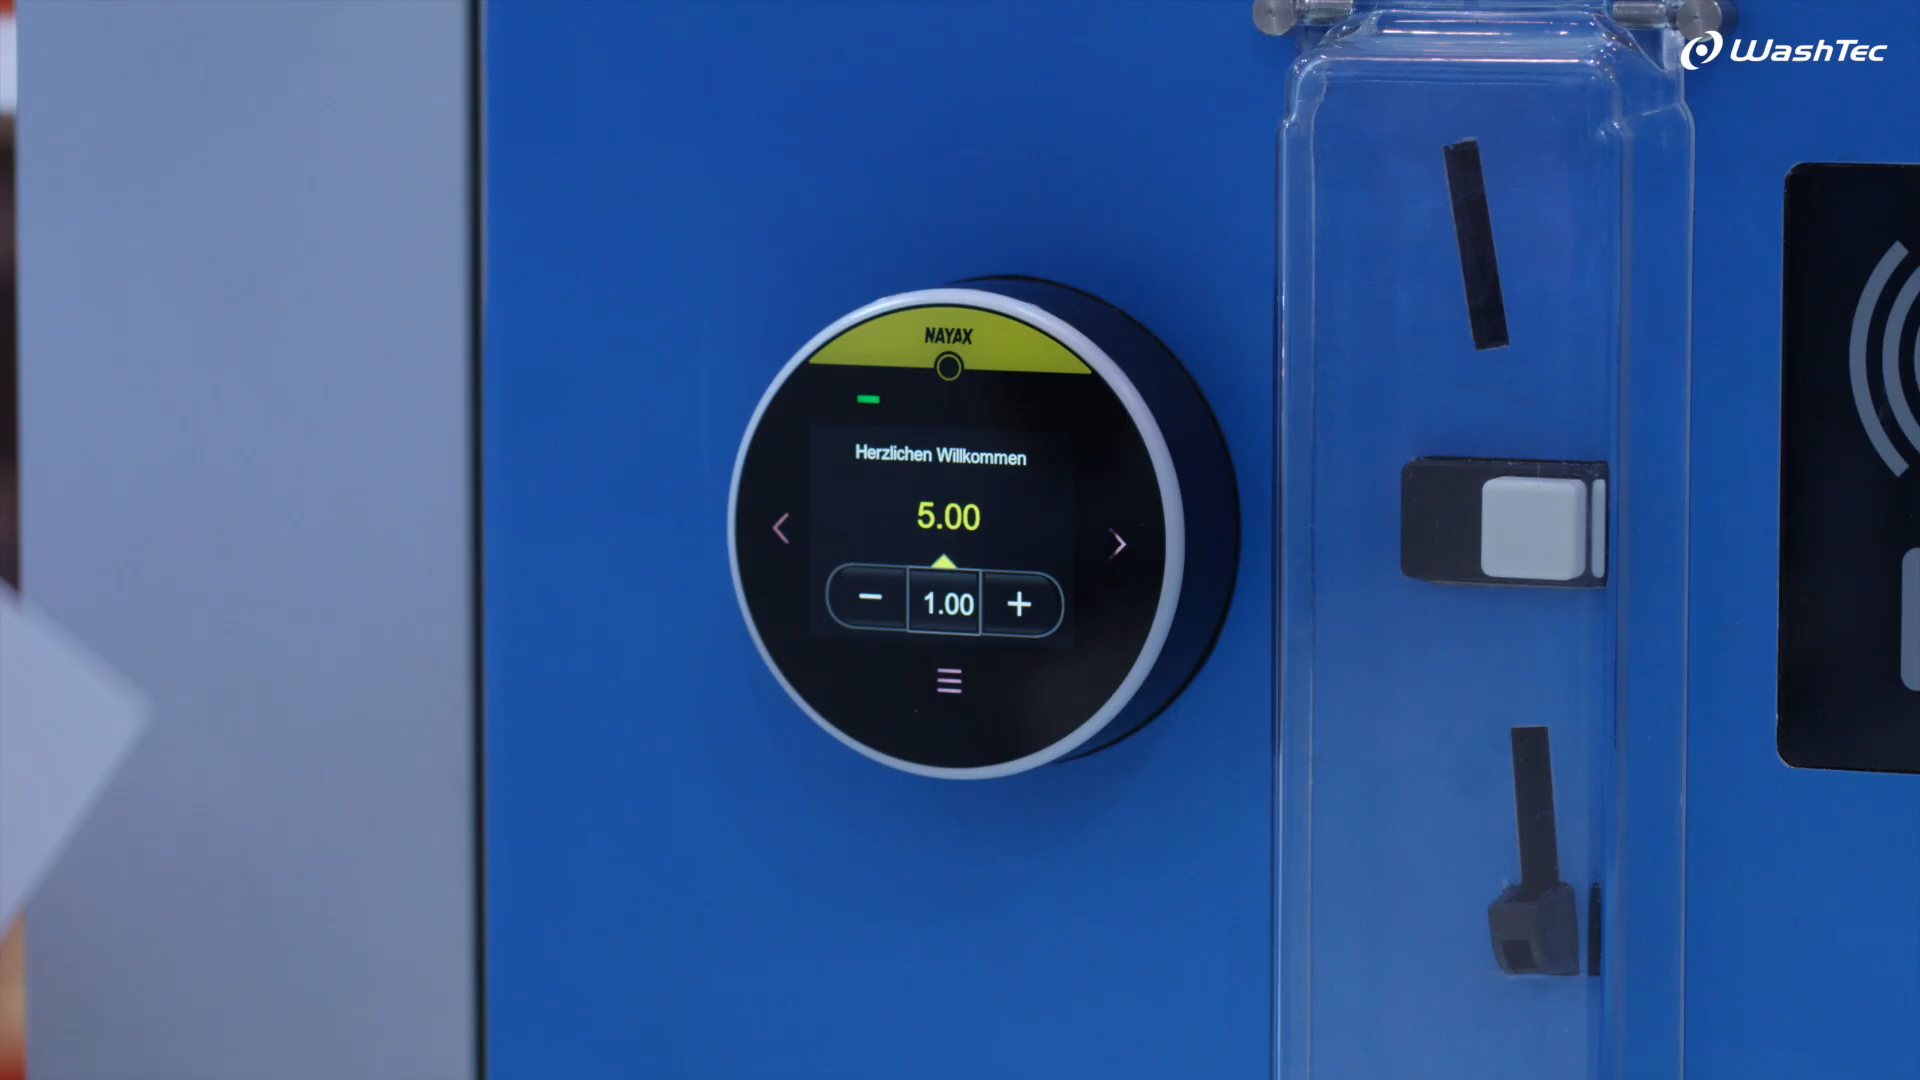 WashTec
NAYAX
Herzlichen Willkommen
5.00
− 1.00 +